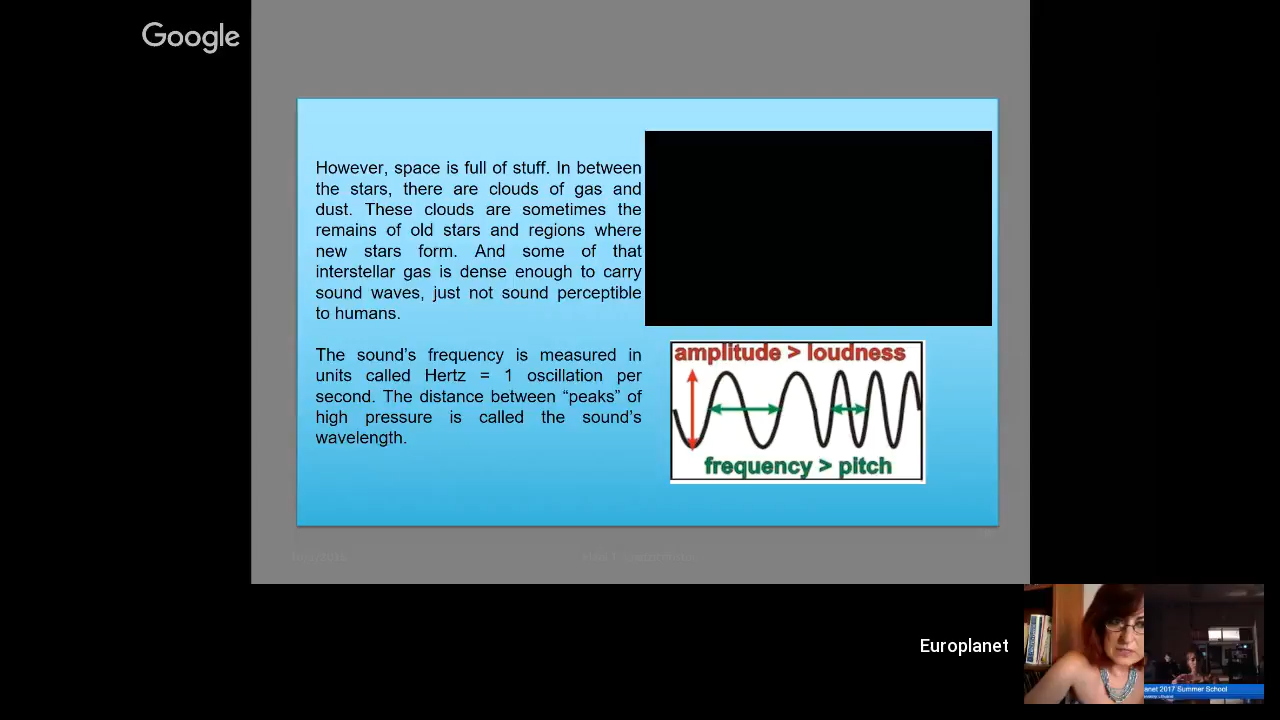 Google
However, space is full of stuff. In between
the stars, there are clouds of gas and
dust. These clouds are sometimes the
remains of old stars and regions where
new stars form. And some of that
interstellar gas is dense enough to carry
sound waves, just not sound perceptible
to humans.
The sound's frequency is measured in
units called Hertz = 1 oscillation per
second. The distance between “peaks” of
high pressure is called the sound's
wavelength.
amplitude > loudness
frequency > pitch
Europlanet
anet 2017 Summer School